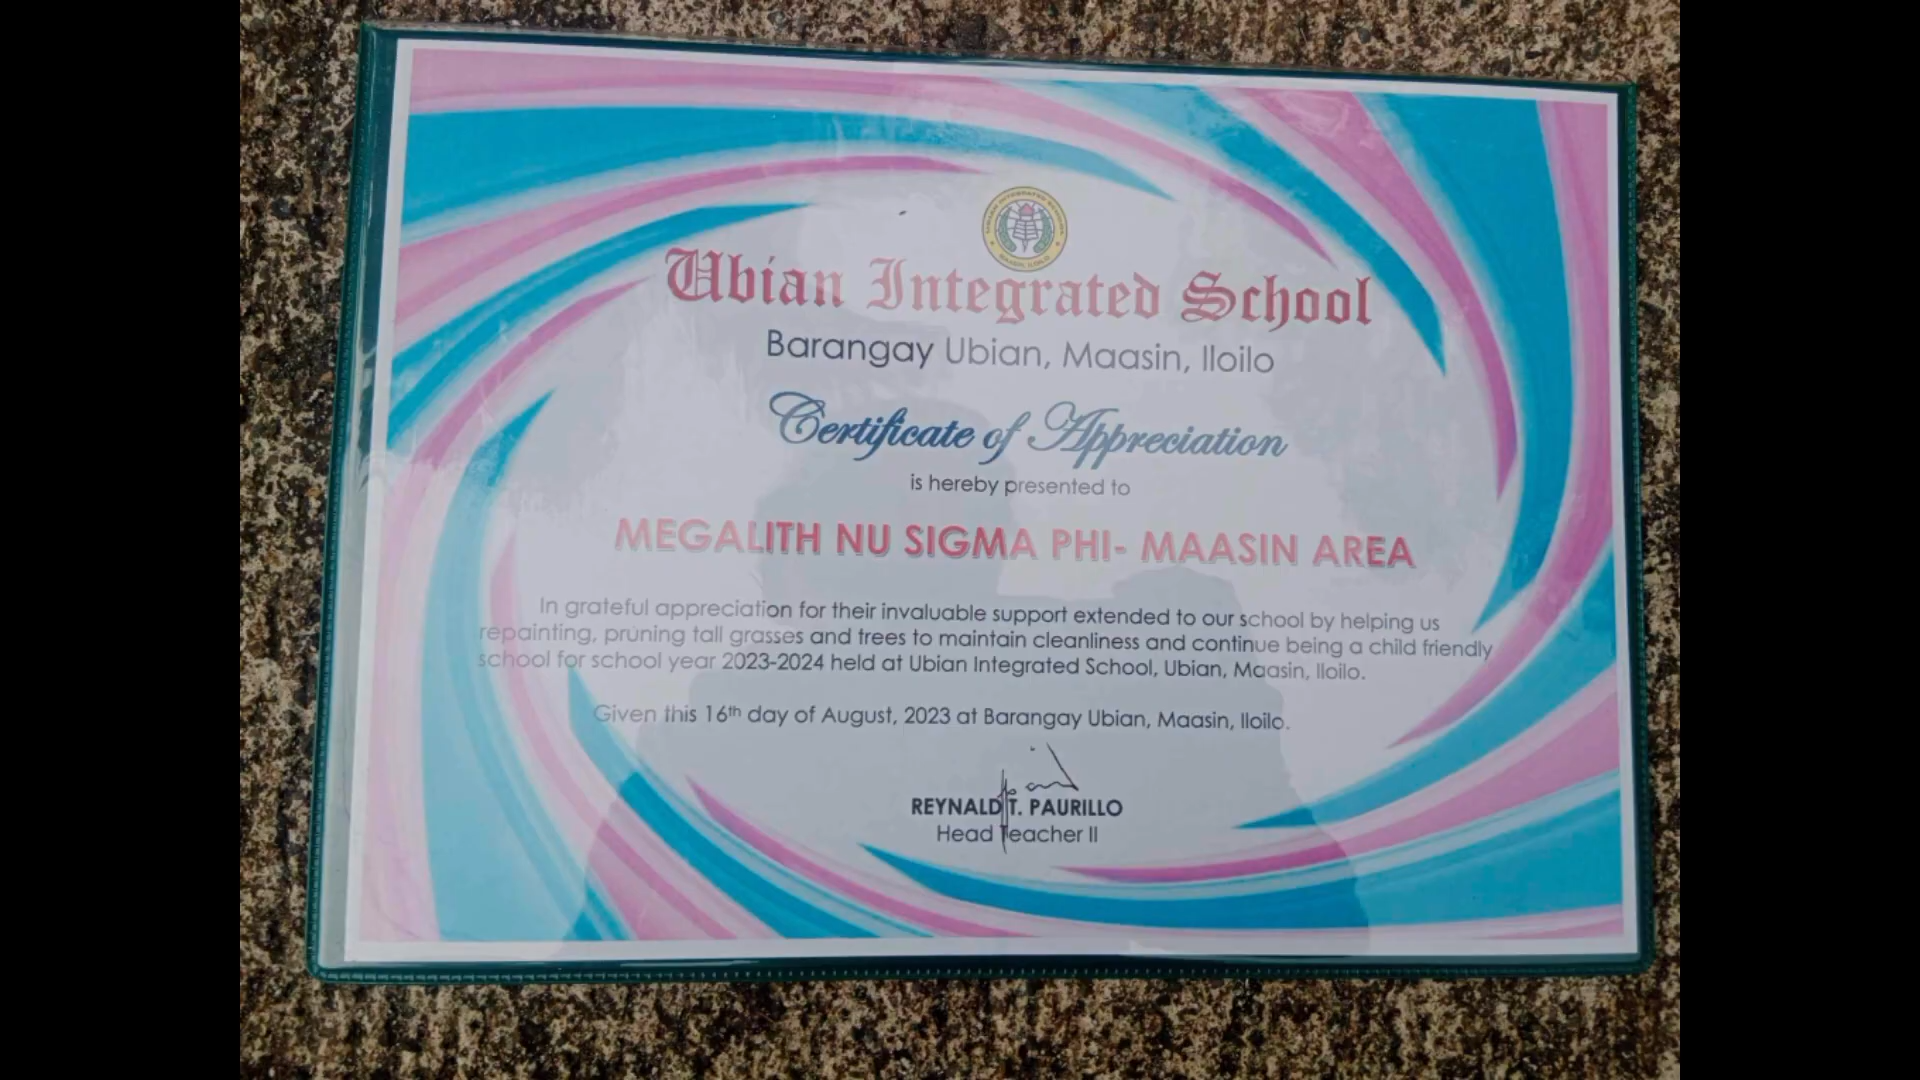 Ubian Integrated School
Barangay Ubian, Maasin, Iloilo
Certificate of Appreciation
is hereby presented to
MEGALITH NU SIGMA PHI- MAASIN AREA
In grateful appreciation for their invaluable support extended to our school by helping us
repainting, pruning tall grasses and trees to maintain cleanliness and continue being a child friendly
school for school year 2023-2024 held at Ubian Integrated School, Ubian, Maasin, Iloilo.
Given this 16th day of August, 2023 at Barangay Ubian, Maasin, Iloilo.
REYNALD T. PAURILLO
Head Teacher II